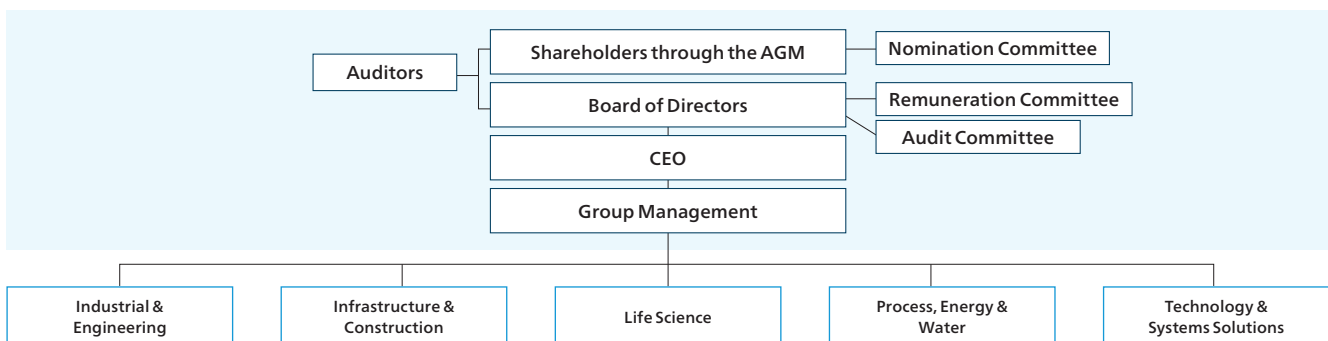 Shareholders through the AGM
Nomination Committee
Auditors
Board of Directors
Remuneration Committee
Audit Committee
CEO
Group Management
Industrial &
Engineering
Infrastructure &
Construction
Life Science
Process, Energy &
Water
Technology &
Systems Solutions